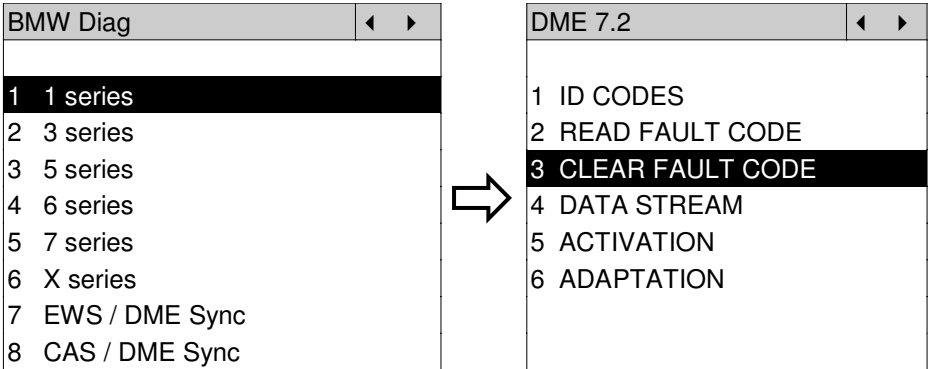 BMW Diag
1 1 series
2 3 series
3 5 series
4 6 series
5 7 series
6 X series
7 EWS / DME Sync
8 CAS / DME Sync
DME 7.2
1 ID CODES
2 READ FAULT CODE
3 CLEAR FAULT CODE
4 DATA STREAM
5 ACTIVATION
6 ADAPTATION